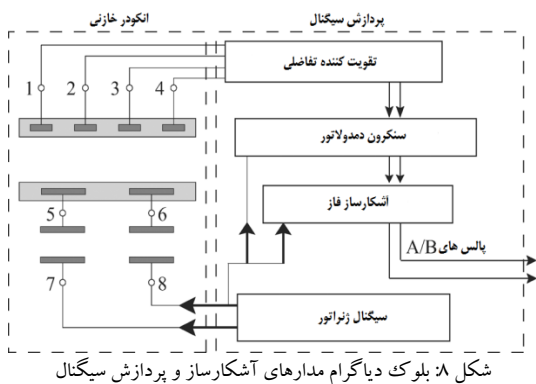 انکودر خازنی
پردازش سیگنال
تقویت کننده تفاضلی
1 2 3 4
سنکرون دمدولاتور
آشکارساز فاز
5 6
پالس های A/B
7 8
سیگنال ژنراتور
شکل ۸: بلوک دیاگرام مدارهای آشکارساز و پردازش سیگنال